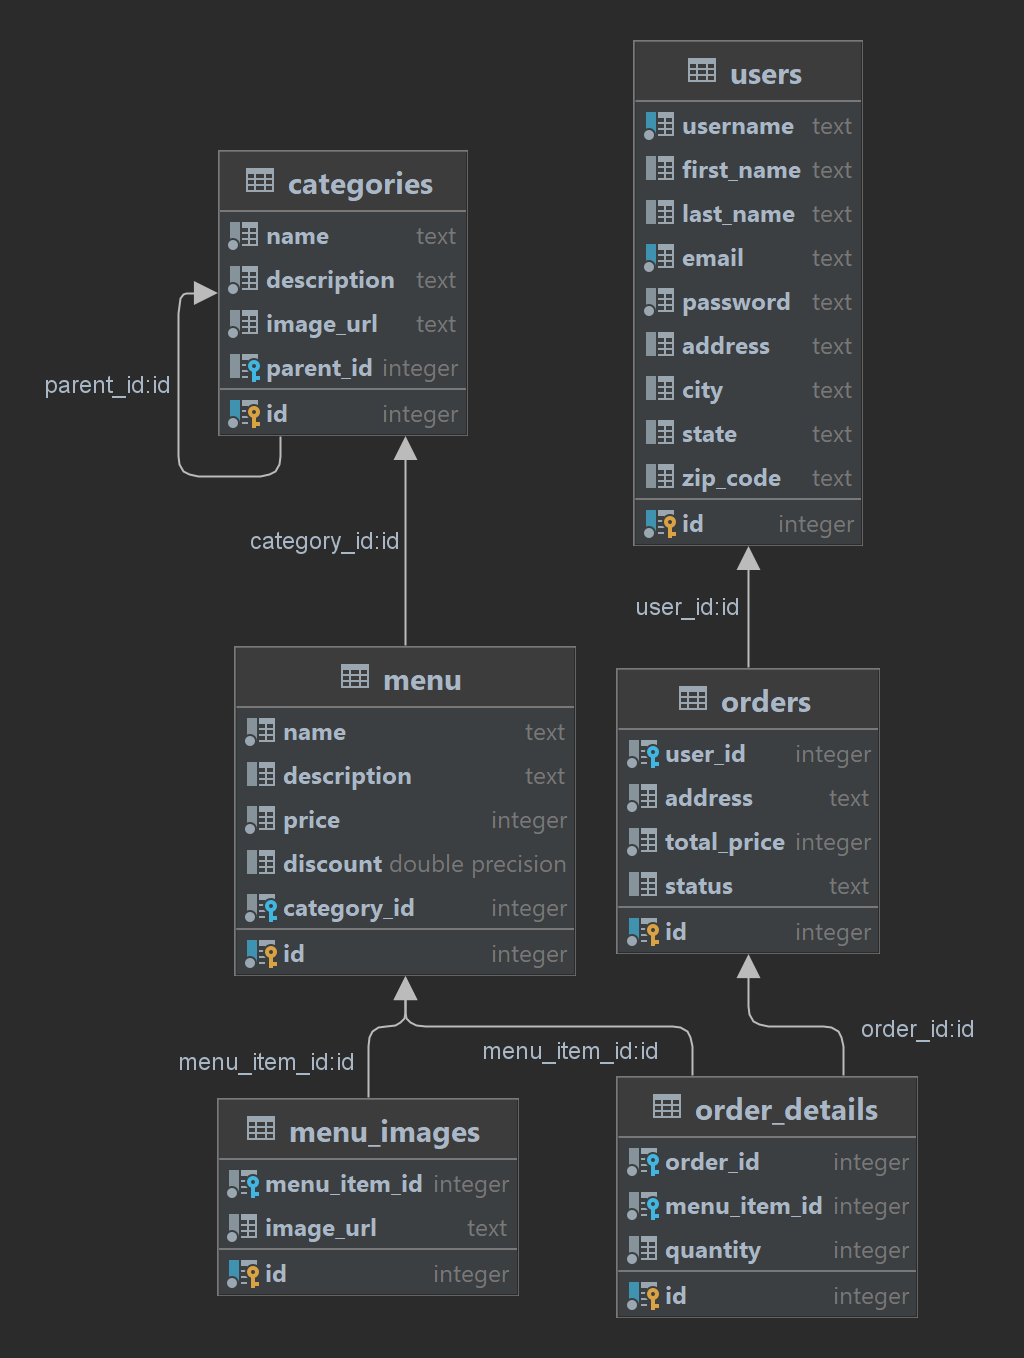 users
username text
first_name text
last_name text
email text
password text
address text
city text
state text
zip_code text
id integer
categories
name text
description text
image_url text
parent_id integer
id integer
parent_id:id
category_id:id
user_id:id
menu
name text
description text
price integer
discount double precision
category_id integer
id integer
orders
user_id integer
address text
total_price integer
status text
id integer
menu_item_id:id
menu_item_id:id
order_id:id
menu_images
menu_item_id integer
image_url text
id integer
order_details
order_id integer
menu_item_id integer
quantity integer
id integer